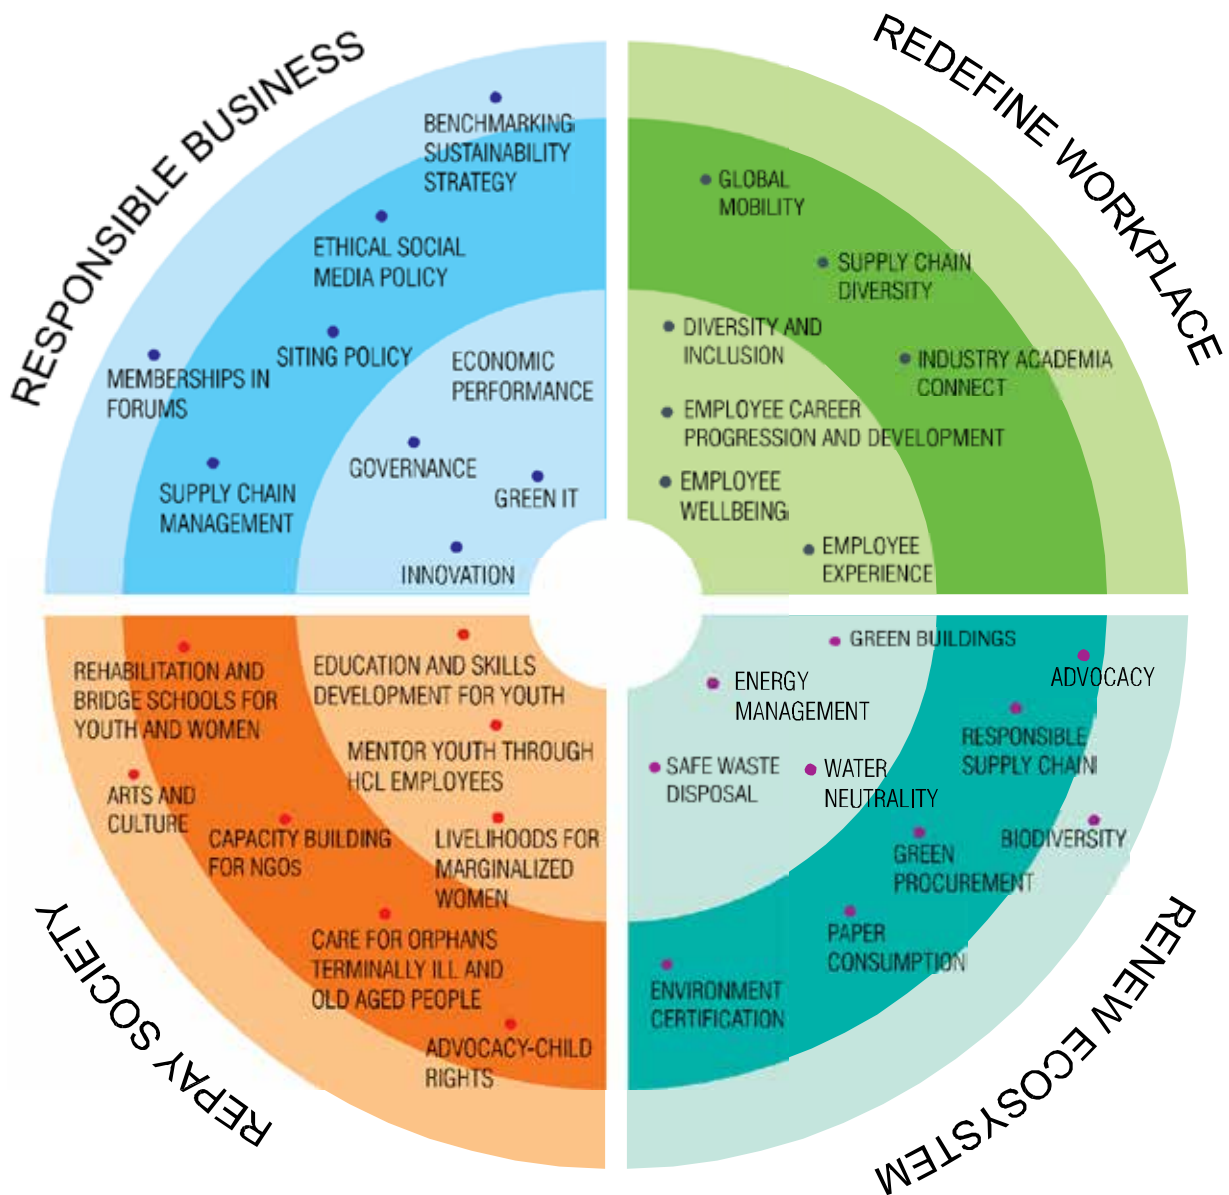 RESPONSIBLE BUSINESS
BENCHMARKING
SUSTAINABILITY
STRATEGY
ETHICAL SOCIAL
MEDIA POLICY
SITING POLICY
ECONOMIC
PERFORMANCE
MEMBERSHIPS IN
FORUMS
GOVERNANCE
GREEN IT
SUPPLY CHAIN
MANAGEMENT
INNOVATION
REDEFINE WORKPLACE
GLOBAL
MOBILITY
SUPPLY CHAIN
DIVERSITY
DIVERSITY AND
INCLUSION
INDUSTRY ACADEMIA
CONNECT
EMPLOYEE CAREER
PROGRESSION AND DEVELOPMENT
EMPLOYEE
WELLBEING
EMPLOYEE
EXPERIENCE
REHABILITATION AND
BRIDGE SCHOOLS FOR
YOUTH AND WOMEN
EDUCATION AND SKILLS
DEVELOPMENT FOR YOUTH
MENTOR YOUTH THROUGH
HCL EMPLOYEES
ARTS AND
CULTURE
CAPACITY BUILDING
FOR NGOs
LIVELIHOODS FOR
MARGINALIZED
WOMEN
CARE FOR ORPHANS
TERMINALLY ILL AND
OLD AGED PEOPLE
ADVOCACY-CHILD
RIGHTS
REPAY SOCIETY
GREEN BUILDINGS
ADVOCACY
ENERGY
MANAGEMENT
RESPONSIBLE
SUPPLY CHAIN
SAFE WASTE
DISPOSAL
WATER
NEUTRALITY
BIODIVERSITY
GREEN
PROCUREMENT
PAPER
CONSUMPTION
ENVIRONMENT
CERTIFICATION
RENEW ECOSYSTEM